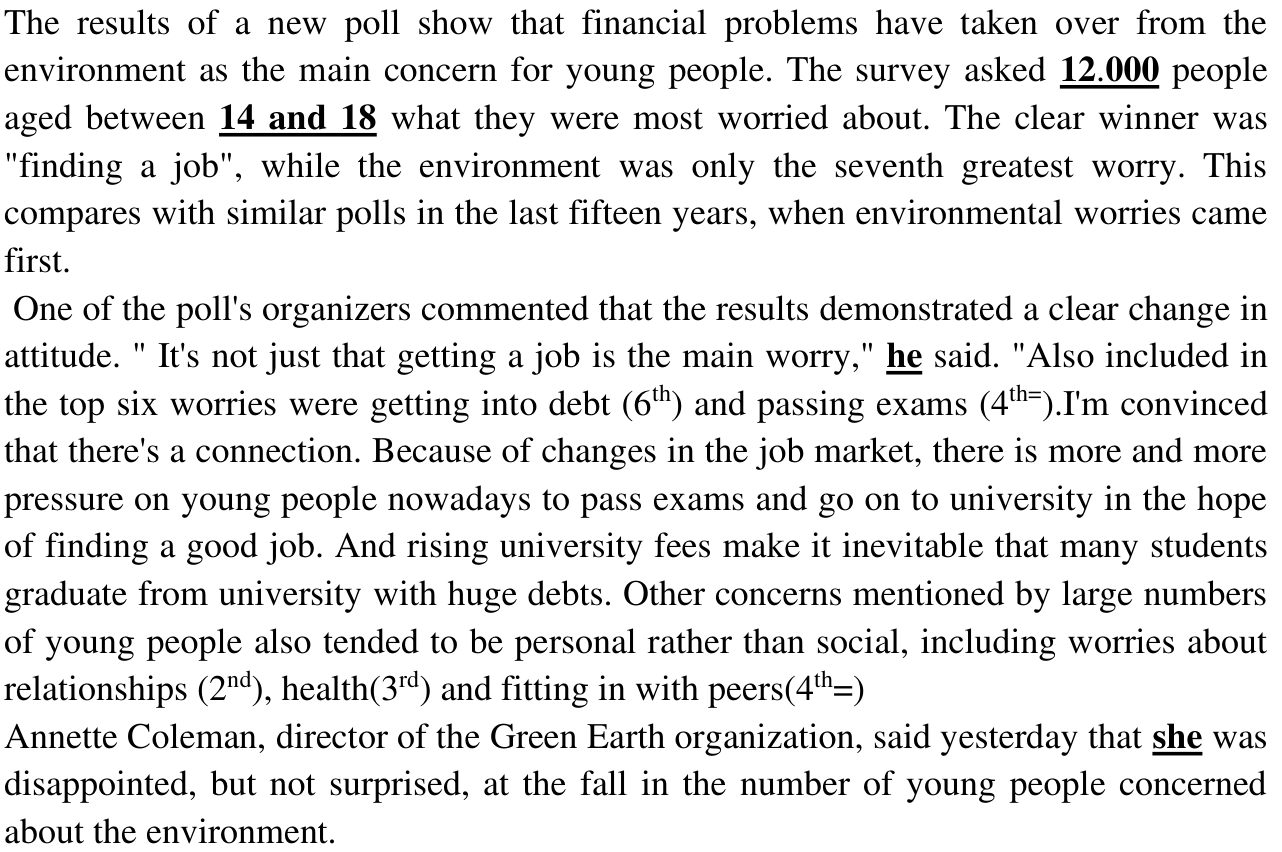 The results of a new poll show that financial problems have taken over from the
environment as the main concern for young people. The survey asked 12.000 people
aged between 14 and 18 what they were most worried about. The clear winner was
"finding a job", while the environment was only the seventh greatest worry. This
compares with similar polls in the last fifteen years, when environmental worries came
first.
One of the poll's organizers commented that the results demonstrated a clear change in
attitude. " It's not just that getting a job is the main worry," he said. "Also included in
the top six worries were getting into debt (6th) and passing exams (4th=).I'm convinced
that there's a connection. Because of changes in the job market, there is more and more
pressure on young people nowadays to pass exams and go on to university in the hope
of finding a good job. And rising university fees make it inevitable that many students
graduate from university with huge debts. Other concerns mentioned by large numbers
of young people also tended to be personal rather than social, including worries about
relationships (2nd), health(3rd) and fitting in with peers(4th=)
Annette Coleman, director of the Green Earth organization, said yesterday that she was
disappointed, but not surprised, at the fall in the number of young people concerned
about the environment.